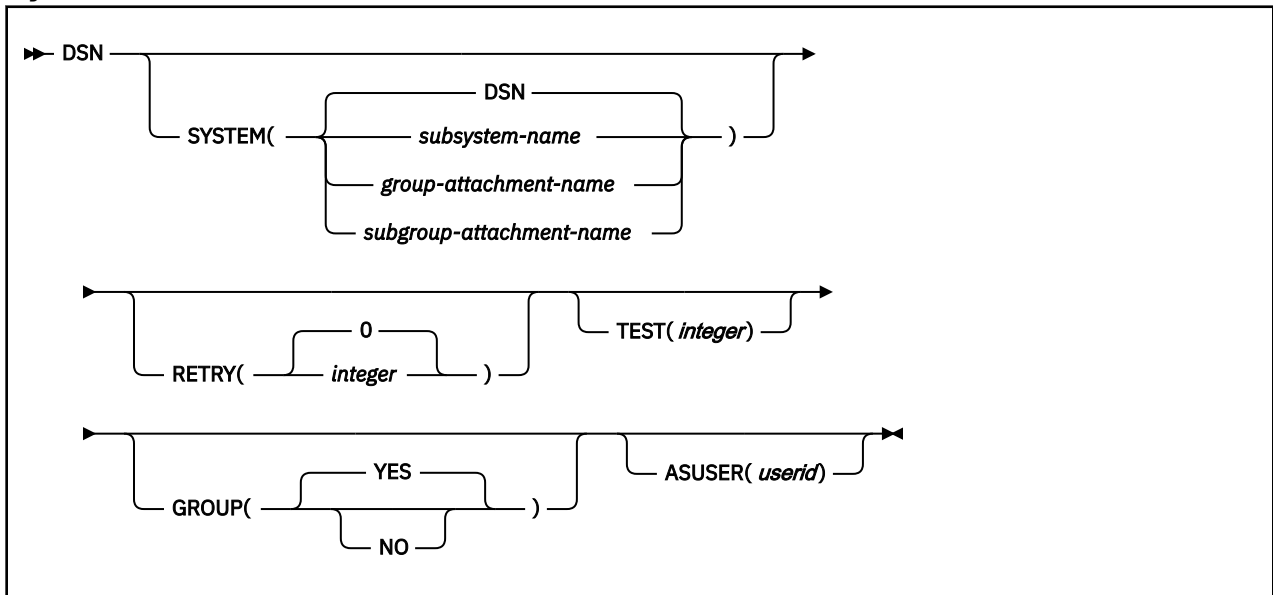 DSN
DSN
SYSTEM( subsystem-name )
group-attachment-name
subgroup-attachment-name
0
RETRY( integer )
TEST( integer)
YES
GROUP( )
NO
ASUSER( userid)